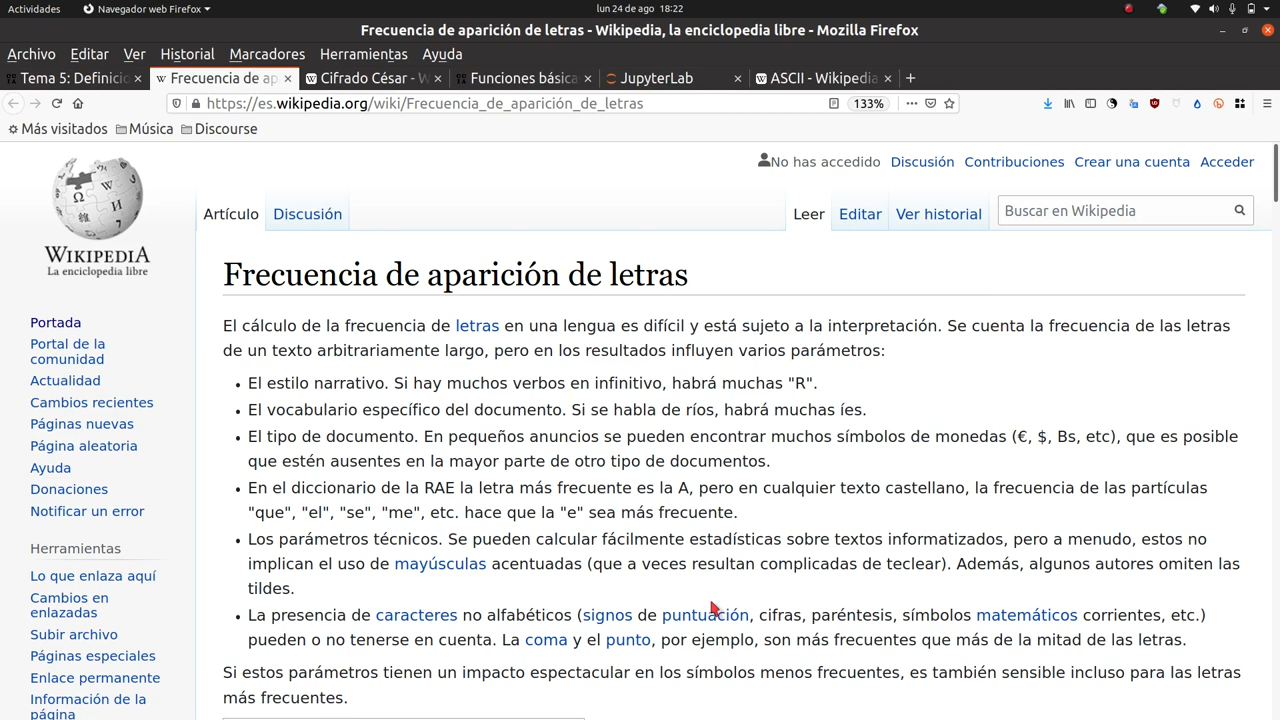 Actividades Navegador web Firefox lun 24 de ago 18:22
Frecuencia de aparición de letras - Wikipedia, la enciclopedia libre - Mozilla Firefox
Archivo Editar Ver Historial Marcadores Herramientas Ayuda
Tema 5: Definicio Frecuencia de ap Cifrado César - W Funciones básica JupyterLab ASCII - Wikipedia
https://es.wikipedia.org/wiki/Frecuencia_de_aparición_de_letras 133%
Más visitados Música Discourse
No has accedido Discusión Contribuciones Crear una cuenta Acceder
Artículo Discusión Leer Editar Ver historial Buscar en Wikipedia
WIKIPEDIA
La enciclopedia libre
Portada
Portal de la
comunidad
Actualidad
Cambios recientes
Páginas nuevas
Página aleatoria
Ayuda
Donaciones
Notificar un error
Herramientas
Lo que enlaza aquí
Cambios en
enlazadas
Subir archivo
Páginas especiales
Enlace permanente
Información de la
página
Frecuencia de aparición de letras
El cálculo de la frecuencia de letras en una lengua es difícil y está sujeto a la interpretación. Se cuenta la frecuencia de las letras
de un texto arbitrariamente largo, pero en los resultados influyen varios parámetros:
• El estilo narrativo. Si hay muchos verbos en infinitivo, habrá muchas "R".
• El vocabulario específico del documento. Si se habla de ríos, habrá muchas íes.
• El tipo de documento. En pequeños anuncios se pueden encontrar muchos símbolos de monedas (€, $, Bs, etc), que es posible
que estén ausentes en la mayor parte de otro tipo de documentos.
• En el diccionario de la RAE la letra más frecuente es la A, pero en cualquier texto castellano, la frecuencia de las partículas
"que", "el", "se", "me", etc. hace que la "e" sea más frecuente.
• Los parámetros técnicos. Se pueden calcular fácilmente estadísticas sobre textos informatizados, pero a menudo, estos no
implican el uso de mayúsculas acentuadas (que a veces resultan complicadas de teclear). Además, algunos autores omiten las
tildes.
• La presencia de caracteres no alfabéticos (signos de puntuación, cifras, paréntesis, símbolos matemáticos corrientes, etc.)
pueden o no tenerse en cuenta. La coma y el punto, por ejemplo, son más frecuentes que más de la mitad de las letras.
Si estos parámetros tienen un impacto espectacular en los símbolos menos frecuentes, es también sensible incluso para las letras
más frecuentes.